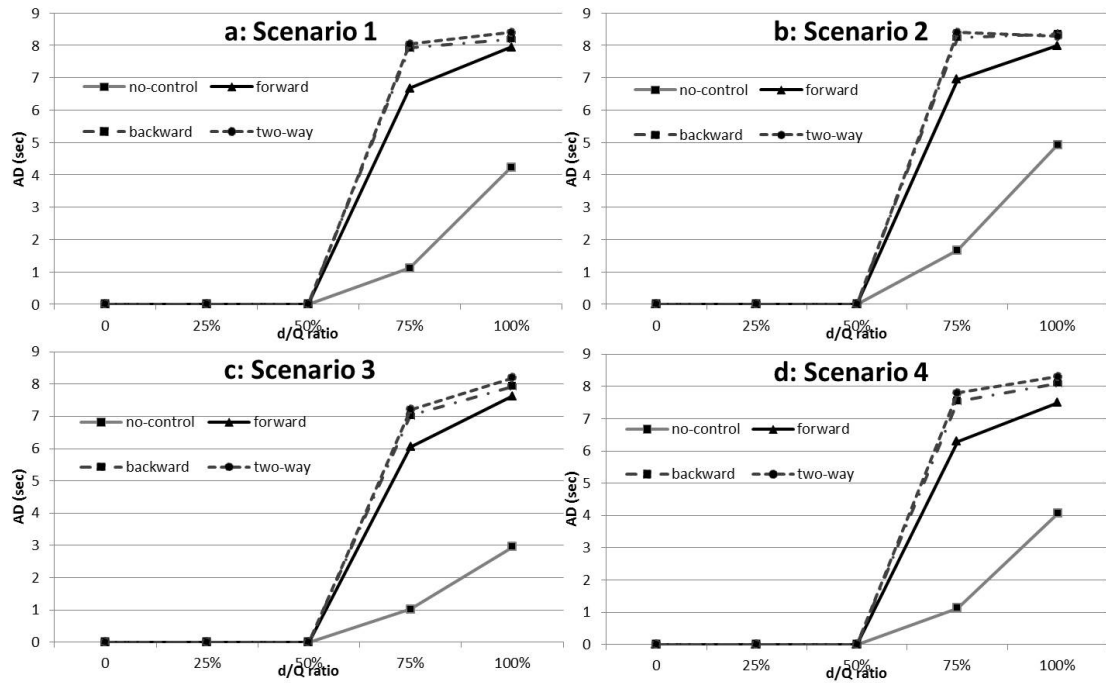 a: Scenario 1
AD (sec)
9
8
7
6
5
4
3
2
1
0
no-control forward
backward two-way
0 25% 50% 75% 100%
d/Q ratio
b: Scenario 2
AD (sec)
9
8
7
6
5
4
3
2
1
0
no-control forward
backward two-way
0 25% 50% 75% 100%
d/Q ratio
c: Scenario 3
AD (sec)
9
8
7
6
5
4
3
2
1
0
no-control forward
backward two-way
0 25% 50% 75% 100%
d/Q ratio
d: Scenario 4
AD (sec)
9
8
7
6
5
4
3
2
1
0
no-control forward
backward two-way
0 25% 50% 75% 100%
d/Q ratio